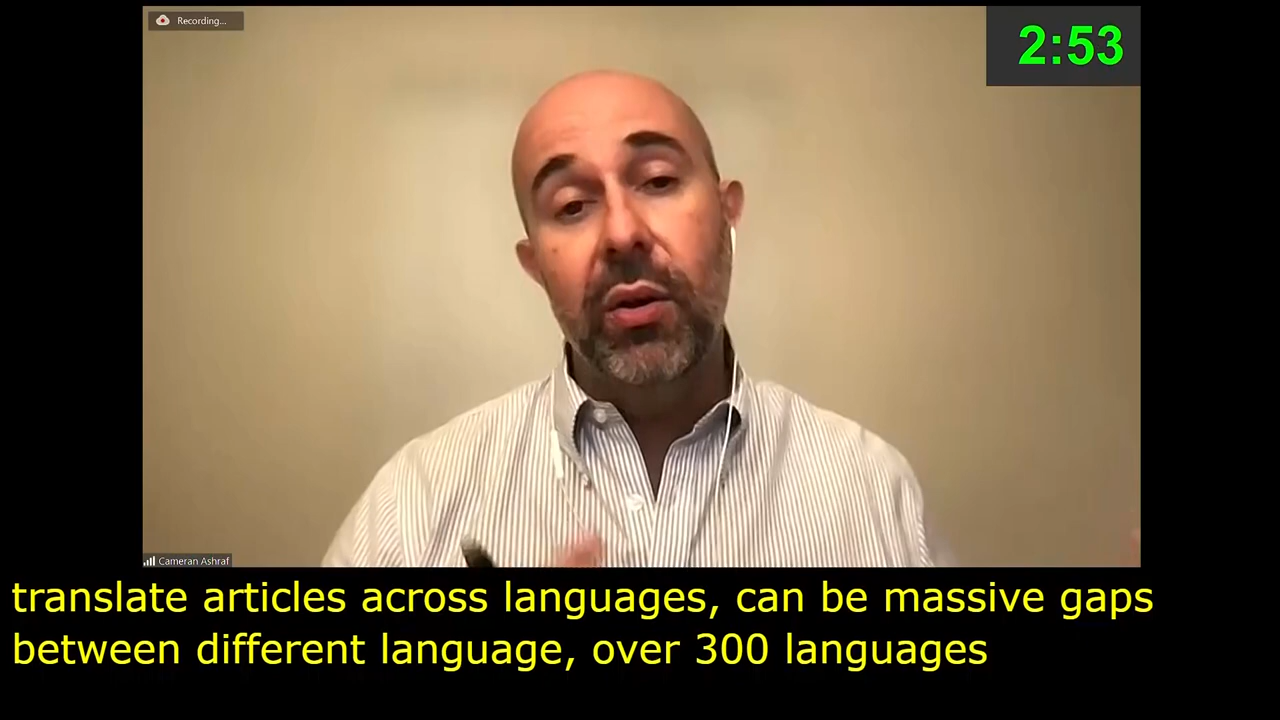 Recording...
2:53
Cameran Ashraf
translate articles across languages, can be massive gaps
between different language, over 300 languages